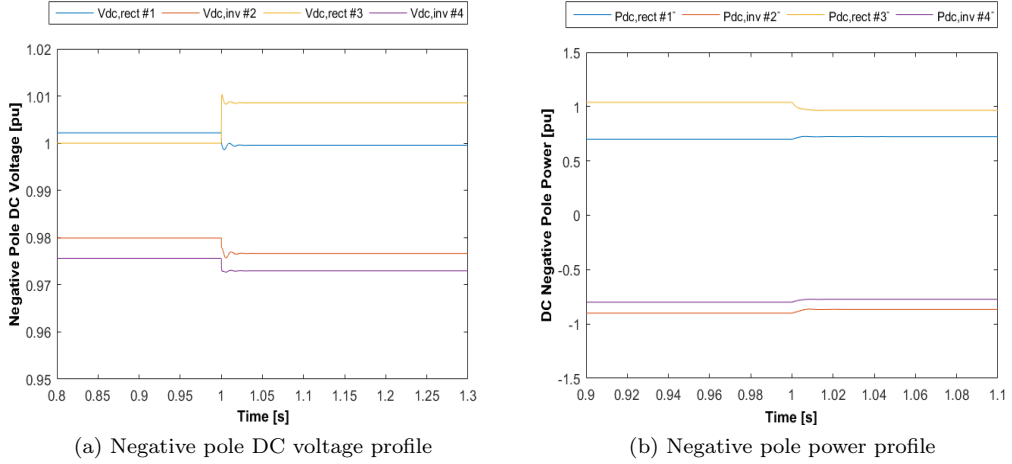 Vdc,rect #1 Vdc,inv #2 Vdc,rect #3 Vdc,inv #4
Negative Pole DC Voltage [pu]
1.02
1.01
1
0.99
0.98
0.97
0.96
0.95
0.8 0.85 0.9 0.95 1 1.05 1.1 1.15 1.2 1.25 1.3
Time [s]
(a) Negative pole DC voltage profile
Pdc,rect #1⁻ Pdc,inv #2⁻ Pdc,rect #3⁻ Pdc,inv #4⁻
DC Negative Pole Power [pu]
1.5
1
0.5
0
-0.5
-1
-1.5
0.9 0.92 0.94 0.96 0.98 1 1.02 1.04 1.06 1.08 1.1
Time [s]
(b) Negative pole power profile